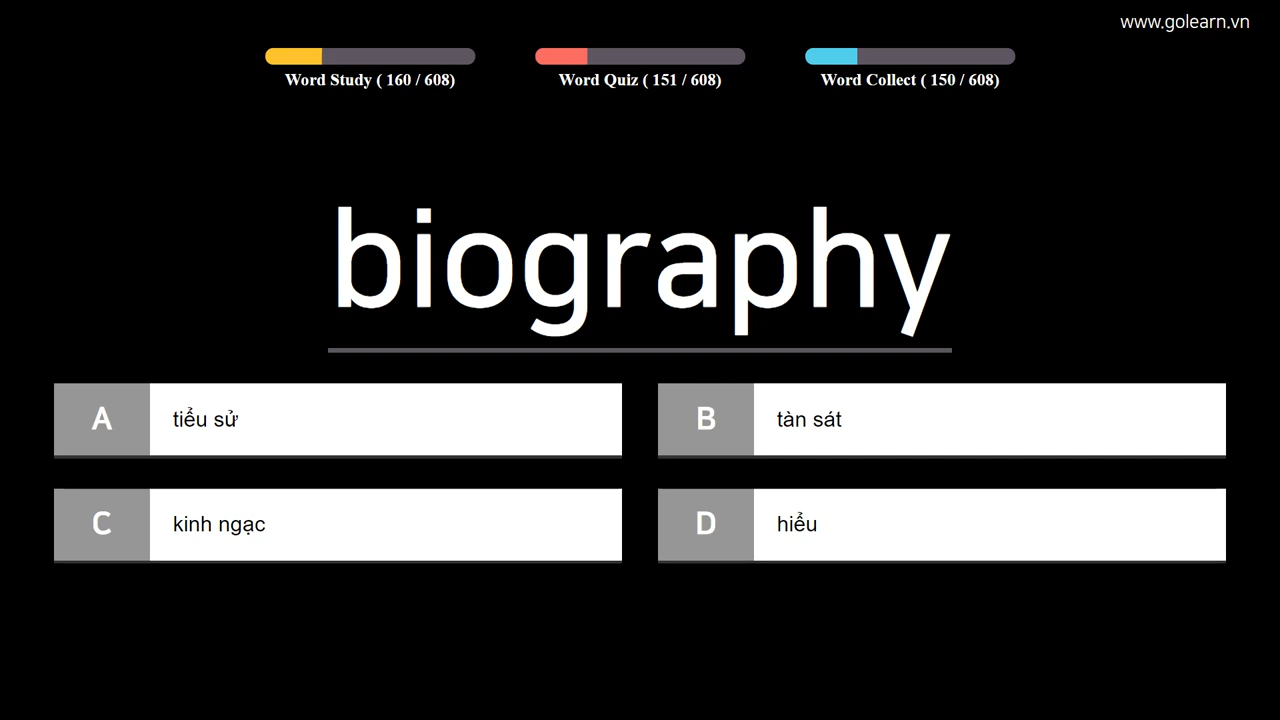 www.golearn.vn
Word Study ( 160 / 608)
Word Quiz ( 151 / 608)
Word Collect ( 150 / 608)
biography
A tiểu sử
B tàn sát
C kinh ngạc
D hiểu